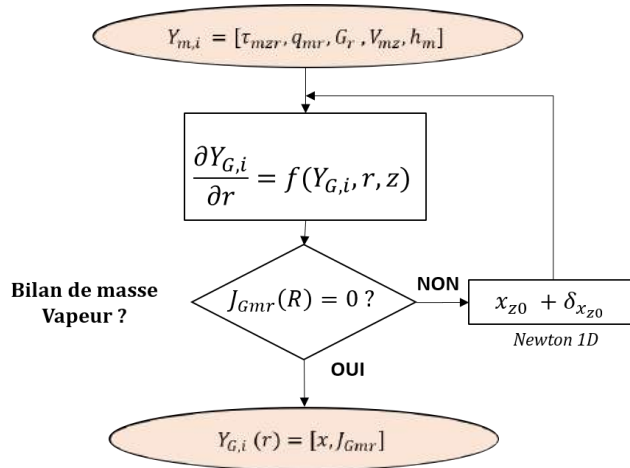 Y_{m,i} = [τ_{mzr}, q_{mr}, G_r , V_{mz}, h_m]
∂Y_{G,i}/∂r = f(Y_{G,i}, r, z)
Bilan de masse
Vapeur ?
J_{Gmr}(R) = 0 ?
NON
x_{z0} + δ_{x_{z0}}
Newton 1D
OUI
Y_{G,i} (r) = [x, J_{Gmr}]